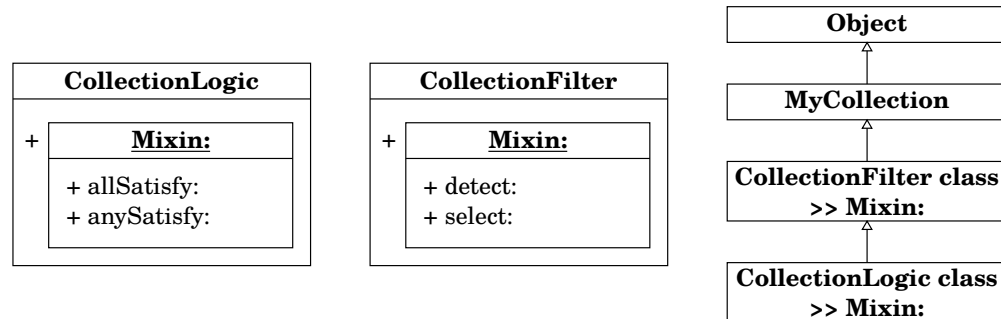 CollectionLogic
+ Mixin:
+ allSatisfy:
+ anySatisfy:
CollectionFilter
+ Mixin:
+ detect:
+ select:
Object
MyCollection
CollectionFilter class
>> Mixin:
CollectionLogic class
>> Mixin: